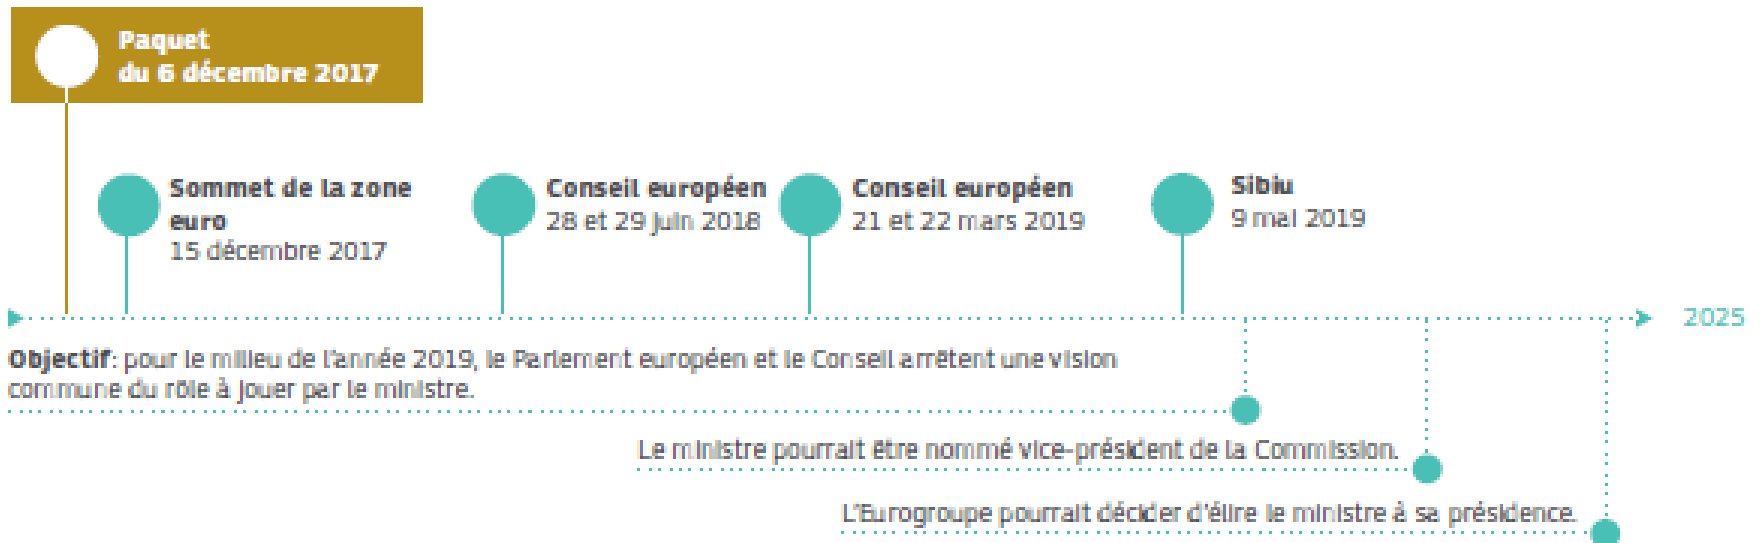 Paquet
du 6 décembre 2017
Sommet de la zone
euro
15 décembre 2017
Conseil européen
28 et 29 juin 2018
Conseil européen
21 et 22 mars 2019
Sibiu
9 mai 2019
2025
Objectif: pour le milieu de l'année 2019, le Parlement européen et le Conseil arrêtent une vision
commune du rôle à jouer par le ministre.
Le ministre pourrait être nommé vice-président de la Commission.
L'Eurogroupe pourrait décider d'élire le ministre à sa présidence.